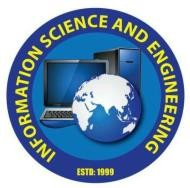 INFORMATION SCIENCE AND ENGINEERING
ESTD: 1999